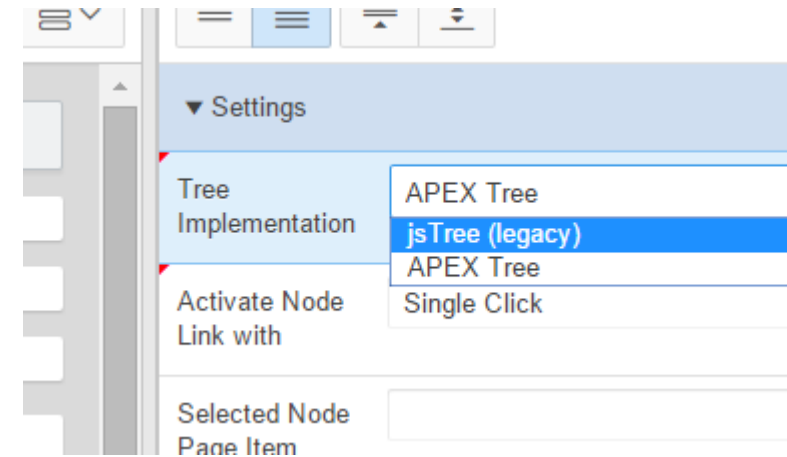 ▼ Settings
Tree
Implementation
APEX Tree
jsTree (legacy)
APEX Tree
Activate Node
Link with
Single Click
Selected Node
Page Item